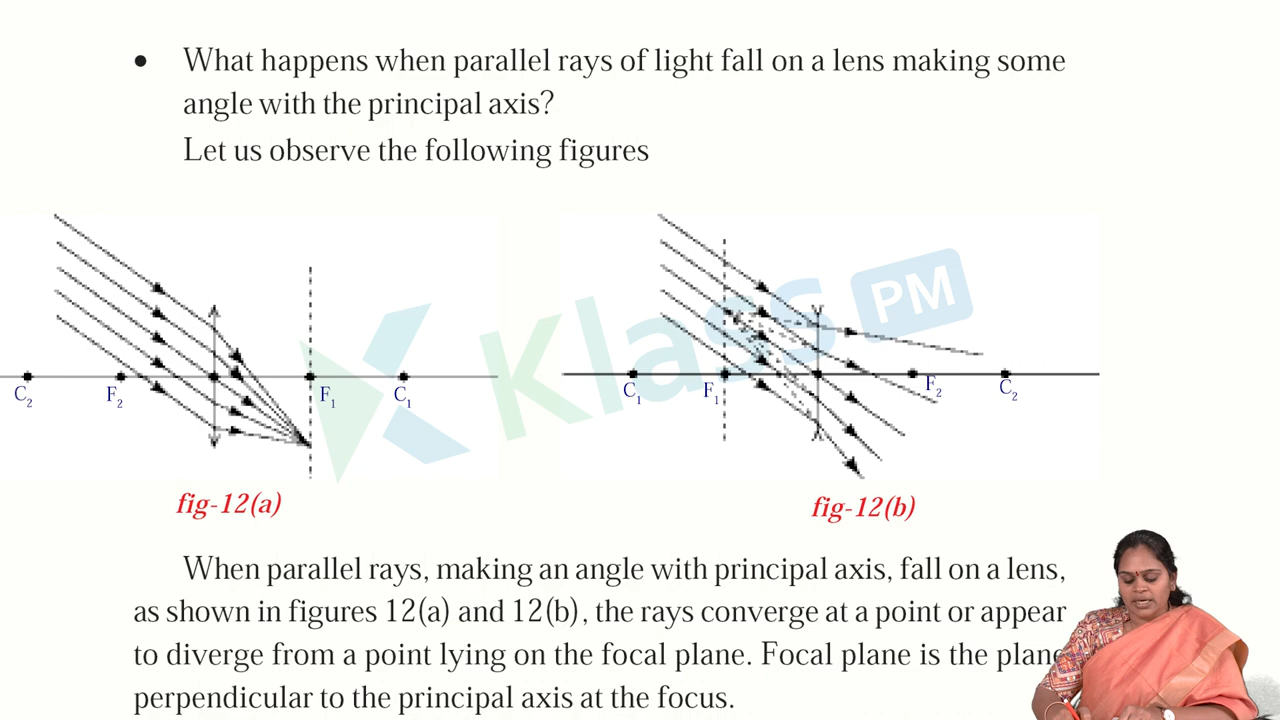 • What happens when parallel rays of light fall on a lens making some
angle with the principal axis?
Let us observe the following figures
C₂ F₂ F₁ C₁
C₁ F₁ F₂ C₂
Klass PM
fig-12(a)
fig-12(b)
When parallel rays, making an angle with principal axis, fall on a lens,
as shown in figures 12(a) and 12(b), the rays converge at a point or appear
to diverge from a point lying on the focal plane. Focal plane is the plane
perpendicular to the principal axis at the focus.